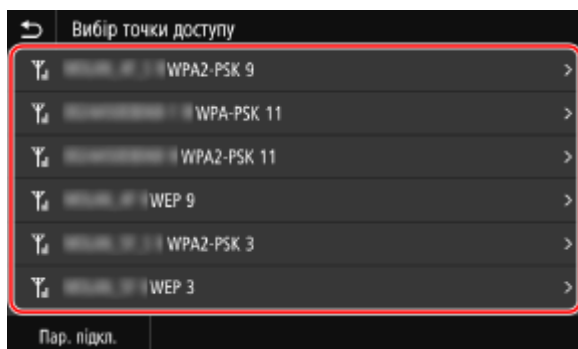 Вибір точки доступу
WPA2-PSK 9
WPA-PSK 11
WPA2-PSK 11
WEP 9
WPA2-PSK 3
WEP 3
Пар. підкл.